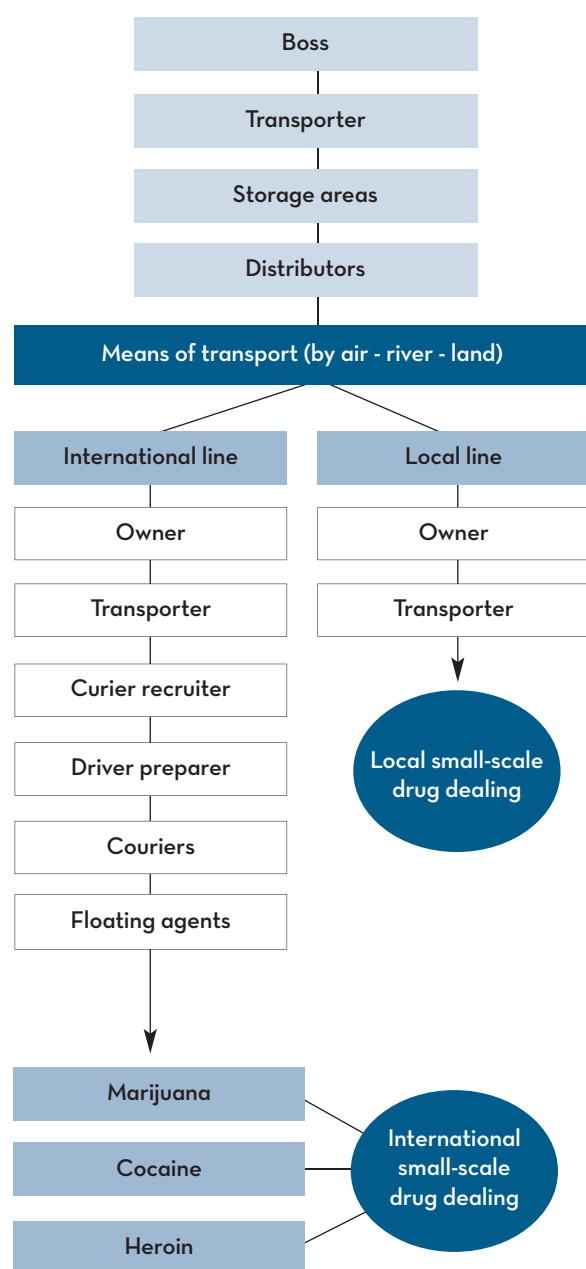 Boss
Transporter
Storage areas
Distributors
Means of transport (by air - river - land)
International line
Local line
Owner
Owner
Transporter
Transporter
Curier recruiter
Local small-scale
drug dealing
Driver preparer
Couriers
Floating agents
Marijuana
Cocaine
Heroin
International
small-scale
drug dealing